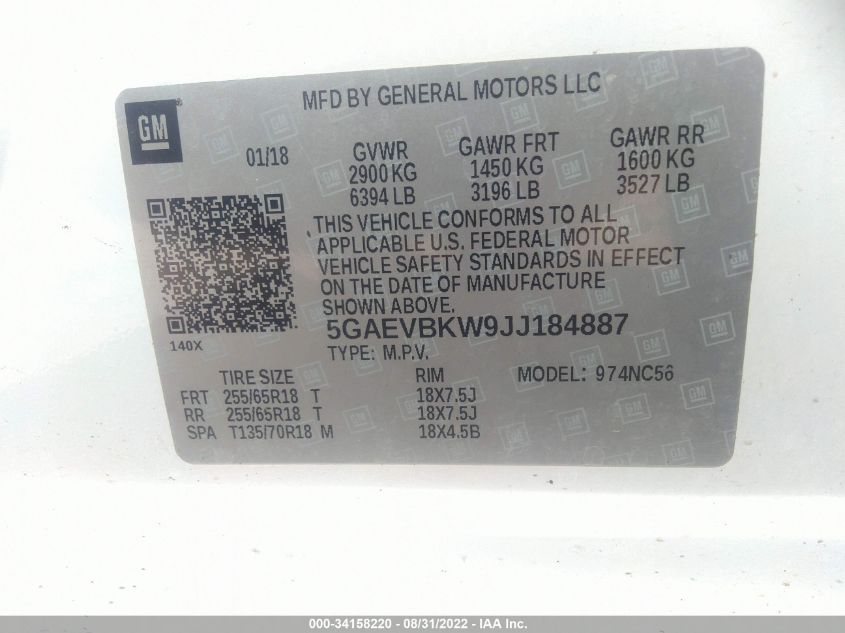 MFD BY GENERAL MOTORS LLC
GM
01/18 GVWR GAWR FRT GAWR RR
2900 KG 1450 KG 1600 KG
6394 LB 3196 LB 3527 LB
THIS VEHICLE CONFORMS TO ALL
APPLICABLE U.S. FEDERAL MOTOR
VEHICLE SAFETY STANDARDS IN EFFECT
ON THE DATE OF MANUFACTURE
SHOWN ABOVE.
5GAEVBKW9JJ184887
140X
TYPE: M.P.V.
TIRE SIZE RIM MODEL: 974NC56
FRT 255/65R18 T 18X7.5J
RR 255/65R18 T 18X7.5J
SPA T135/70R18 M 18X4.5B
000-34158220 - 08/31/2022 - IAA, Inc.